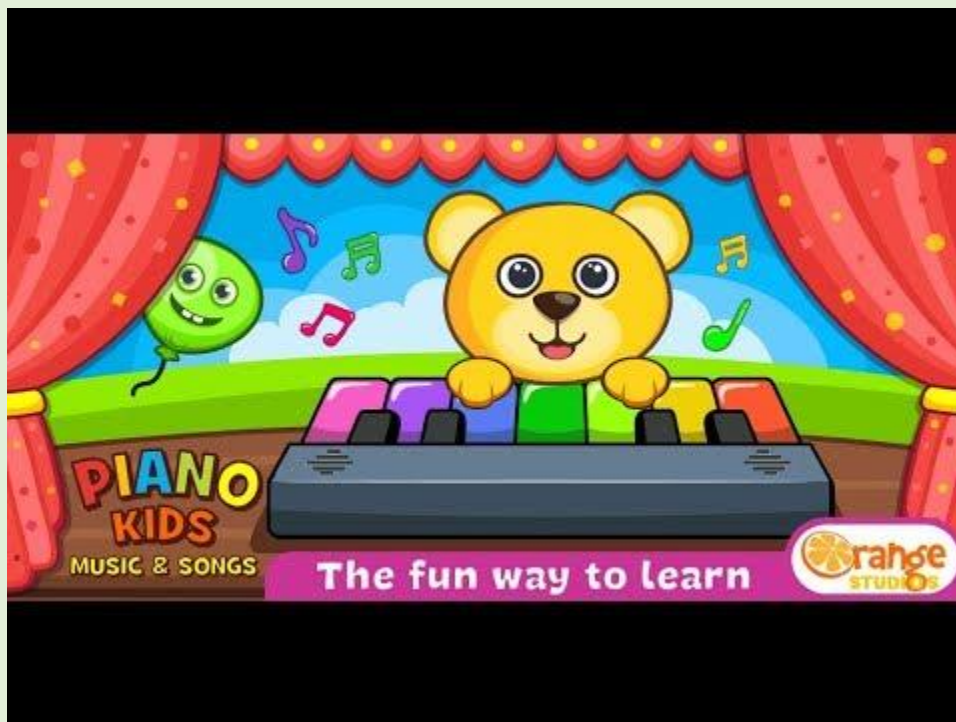 PIANO
KIDS
MUSIC & SONGS
The fun way to learn
Orange
STUDIOS